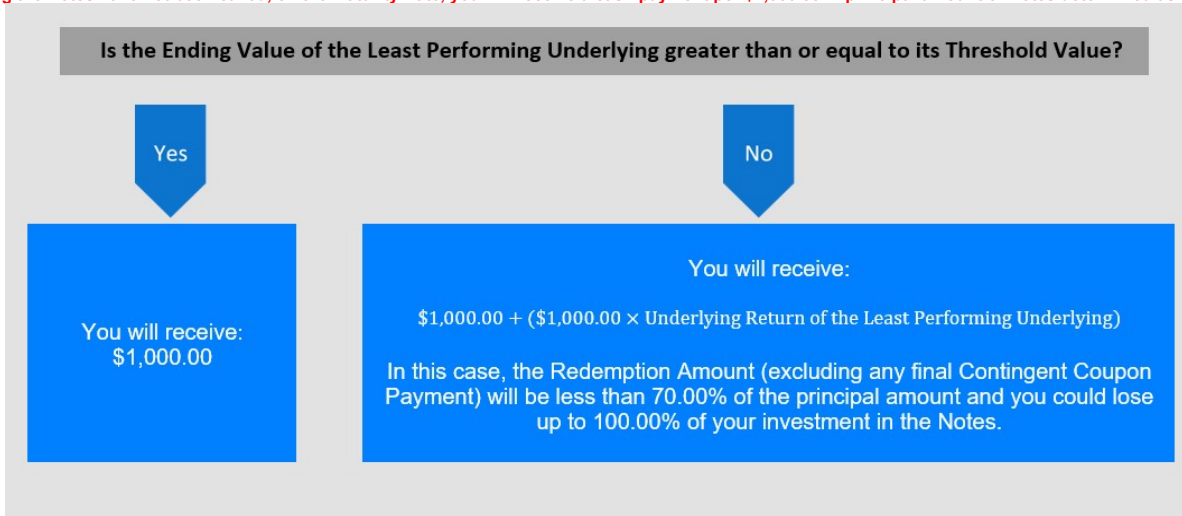 Is the Ending Value of the Least Performing Underlying greater than or equal to its Threshold Value?
Yes
No
You will receive:
$1,000.00
You will receive:
$1,000.00 + ($1,000.00 × Underlying Return of the Least Performing Underlying)
In this case, the Redemption Amount (excluding any final Contingent Coupon
Payment) will be less than 70.00% of the principal amount and you could lose
up to 100.00% of your investment in the Notes.